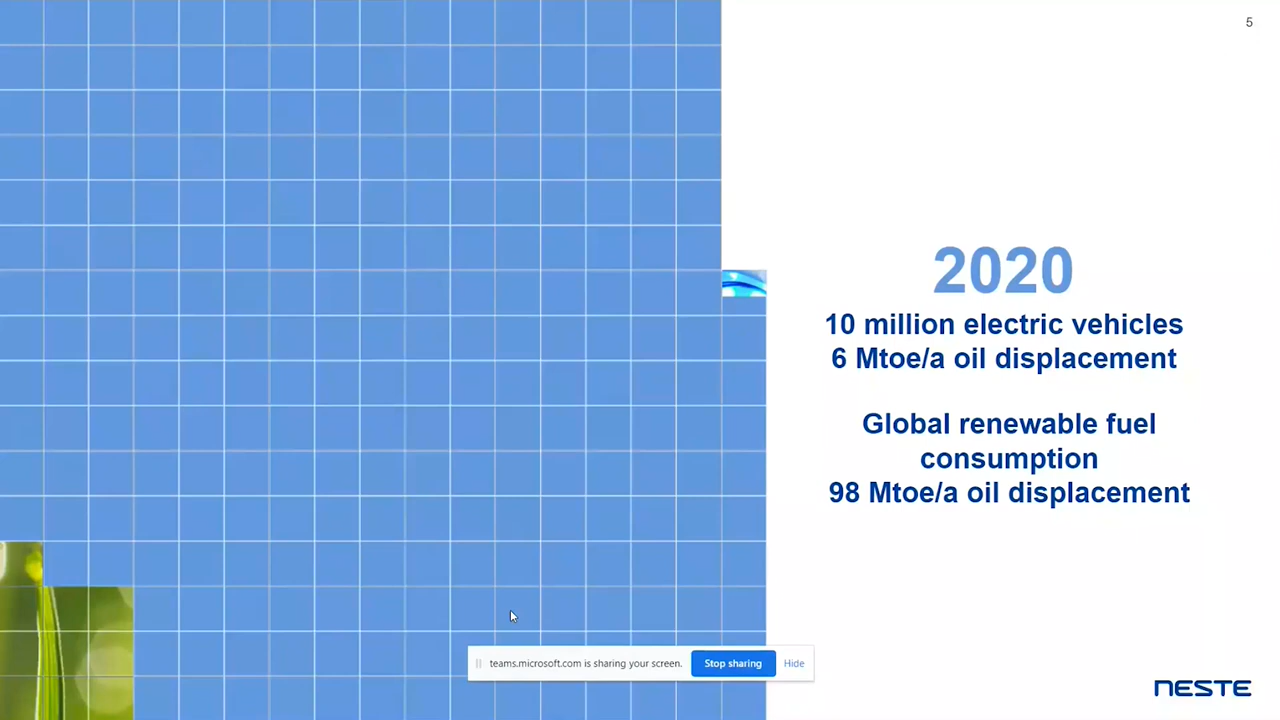 5
2020
10 million electric vehicles
6 Mtoe/a oil displacement
Global renewable fuel
consumption
98 Mtoe/a oil displacement
teams.microsoft.com is sharing your screen. Stop sharing Hide
NESTE